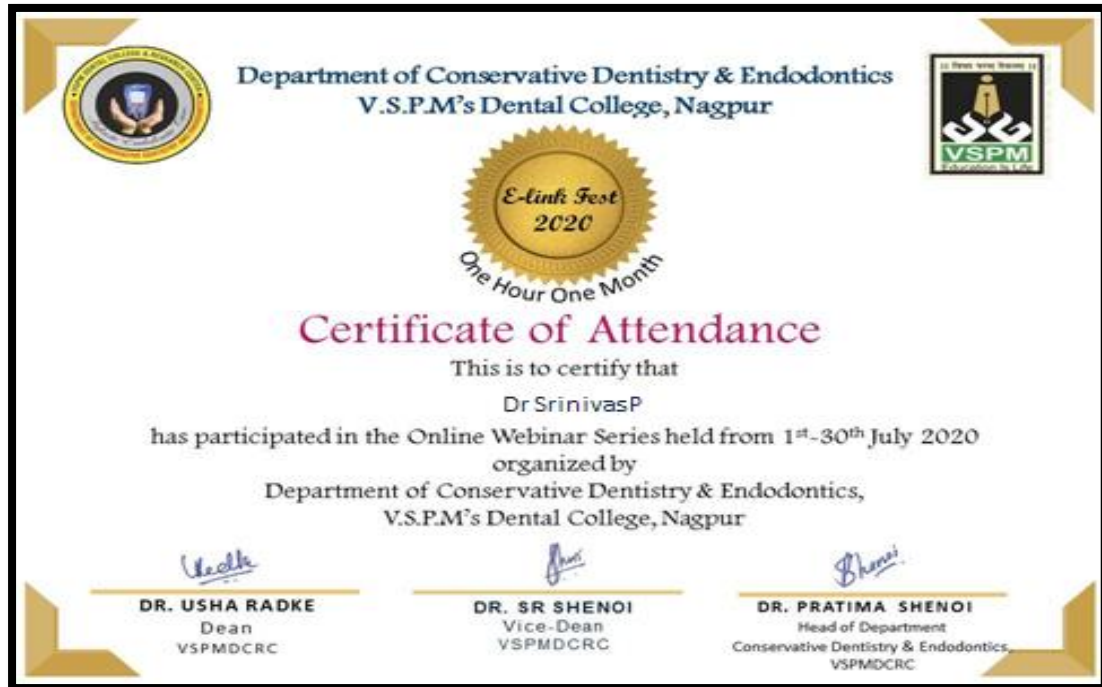 Department of Conservative Dentistry & Endodontics
V.S.P.M's Dental College, Nagpur
VSPM
Education Is Life
E-link Fest
2020
One Hour One Month
Certificate of Attendance
This is to certify that
Dr SrinivasP
has participated in the Online Webinar Series held from 1st-30th July 2020
organized by
Department of Conservative Dentistry & Endodontics,
V.S.P.M's Dental College, Nagpur
DR. USHA RADKE
Dean
VSPMDCRC
DR. SR SHENOI
Vice-Dean
VSPMDCRC
DR. PRATIMA SHENOI
Head of Department
Conservative Dentistry & Endodontics,
VSPMDCRC